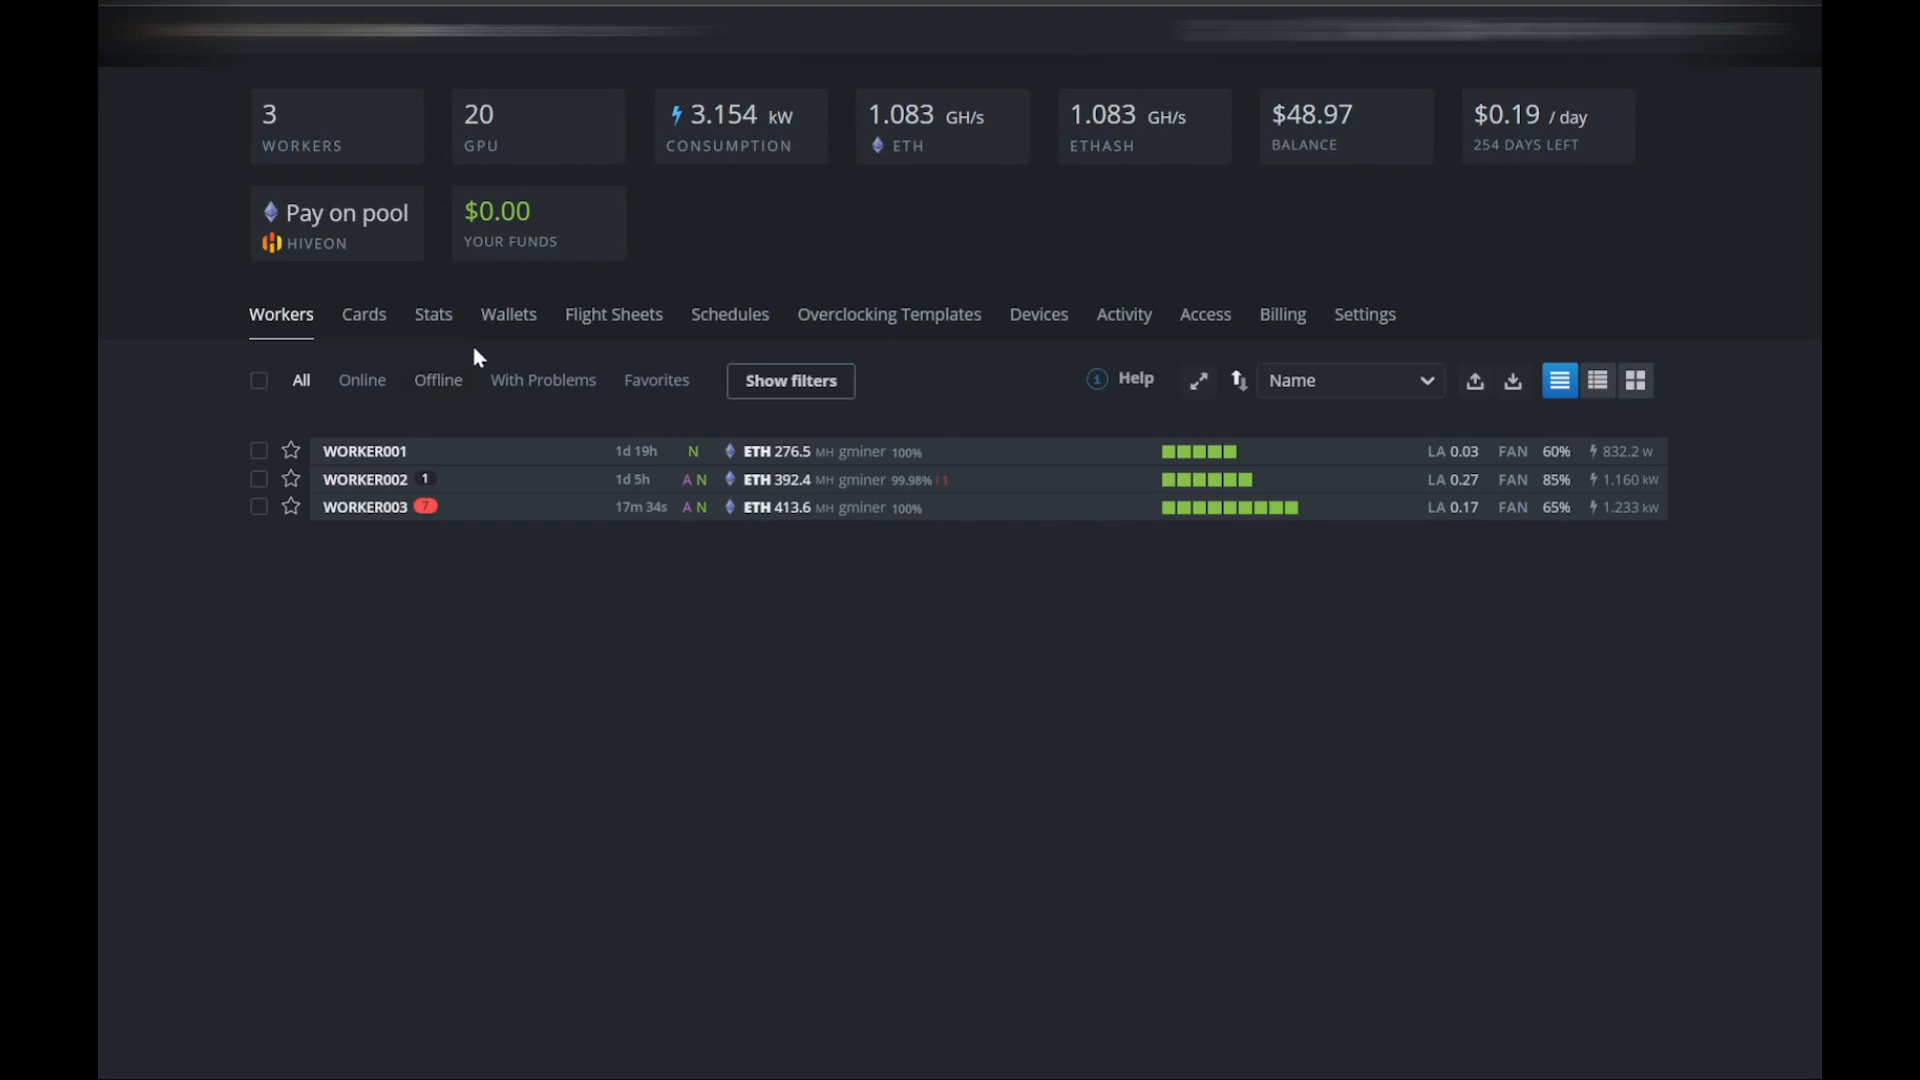 3 20 3.154 kW 1.083 GH/s 1.083 GH/s $48.97 $0.19 / day
WORKERS GPU CONSUMPTION ETH ETHASH BALANCE 254 DAYS LEFT
Pay on pool $0.00
HIVEON YOUR FUNDS
Workers Cards Stats Wallets Flight Sheets Schedules Overclocking Templates Devices Activity Access Billing Settings
All Online Offline With Problems Favorites Show filters Help Name
WORKER001 1d 19h N ETH 276.5 MH gminer 100% LA 0.03 FAN 60% 832.2 W
WORKER002 1 1d 5h A N ETH 392.4 MH gminer 99.98% | 1 LA 0.27 FAN 85% 1.160 kW
WORKER003 7 17m 34s A N ETH 413.6 MH gminer 100% LA 0.17 FAN 65% 1.233 kW